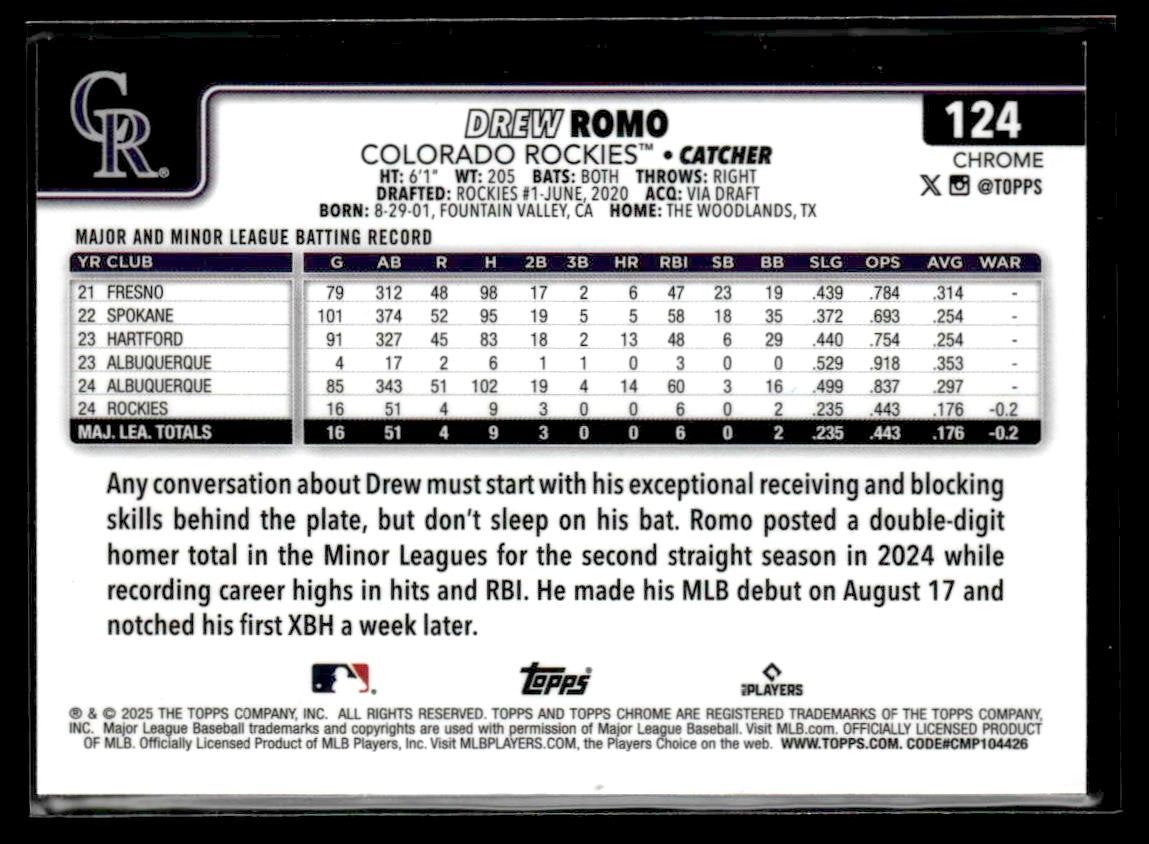 CR®
124
DREW ROMO
COLORADO ROCKIES™ • CATCHER
CHROME
HT: 6'1" WT: 205 BATS: BOTH THROWS: RIGHT
X @TOPPS
DRAFTED: ROCKIES #1-JUNE, 2020 ACQ: VIA DRAFT
BORN: 8-29-01, FOUNTAIN VALLEY, CA HOME: THE WOODLANDS, TX
MAJOR AND MINOR LEAGUE BATTING RECORD
YR CLUB G AB R H 2B 3B HR RBI SB BB SLG OPS AVG WAR
21 FRESNO 79 312 48 98 17 2 6 47 23 19 .439 .784 .314 -
22 SPOKANE 101 374 52 95 19 5 5 58 18 35 .372 .693 .254 -
23 HARTFORD 91 327 45 83 18 2 13 48 6 29 .440 .754 .254 -
23 ALBUQUERQUE 4 17 2 6 1 1 0 3 0 0 .529 .918 .353 -
24 ALBUQUERQUE 85 343 51 102 19 4 14 60 3 16 .499 .837 .297 -
24 ROCKIES 16 51 4 9 3 0 0 6 0 2 .235 .443 .176 -0.2
MAJ. LEA. TOTALS 16 51 4 9 3 0 0 6 0 2 .235 .443 .176 -0.2
Any conversation about Drew must start with his exceptional receiving and blocking
skills behind the plate, but don't sleep on his bat. Romo posted a double-digit
homer total in the Minor Leagues for the second straight season in 2024 while
recording career highs in hits and RBI. He made his MLB debut on August 17 and
notched his first XBH a week later.
Topps®
MLB PLAYERS
® & © 2025 THE TOPPS COMPANY, INC. ALL RIGHTS RESERVED. TOPPS AND TOPPS CHROME ARE REGISTERED TRADEMARKS OF THE TOPPS COMPANY,
INC. Major League Baseball trademarks and copyrights are used with permission of Major League Baseball. Visit MLB.com. OFFICIALLY LICENSED PRODUCT
OF MLB. Officially Licensed Product of MLB Players, Inc. Visit MLBPLAYERS.COM, the Players Choice on the web. WWW.TOPPS.COM. CODE#CMP104426